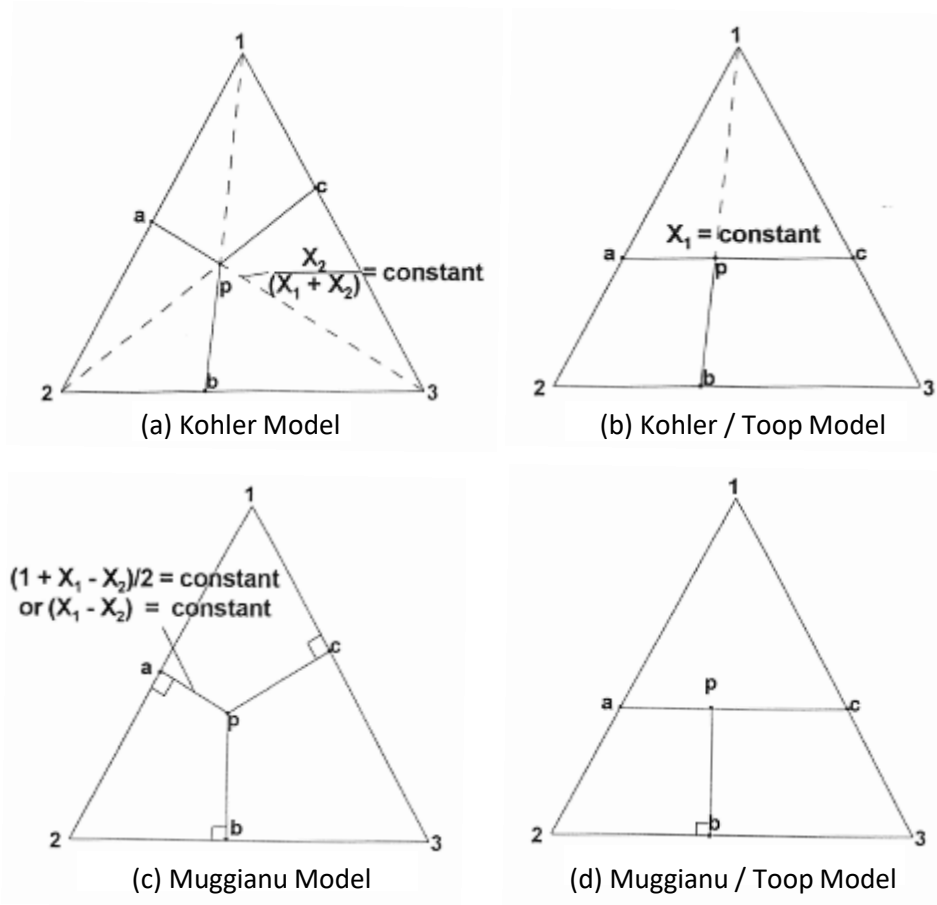 1
a
c
p
X₂
(X₁ + X₂)
= constant
2
b
3
(a) Kohler Model
1
X₁ = constant
a
p
c
2
b
3
(b) Kohler / Toop Model
1
(1 + X₁ - X₂)/2 = constant
or (X₁ - X₂) = constant
a
c
p
2
b
3
(c) Muggianu Model
1
p
a
c
2
b
3
(d) Muggianu / Toop Model